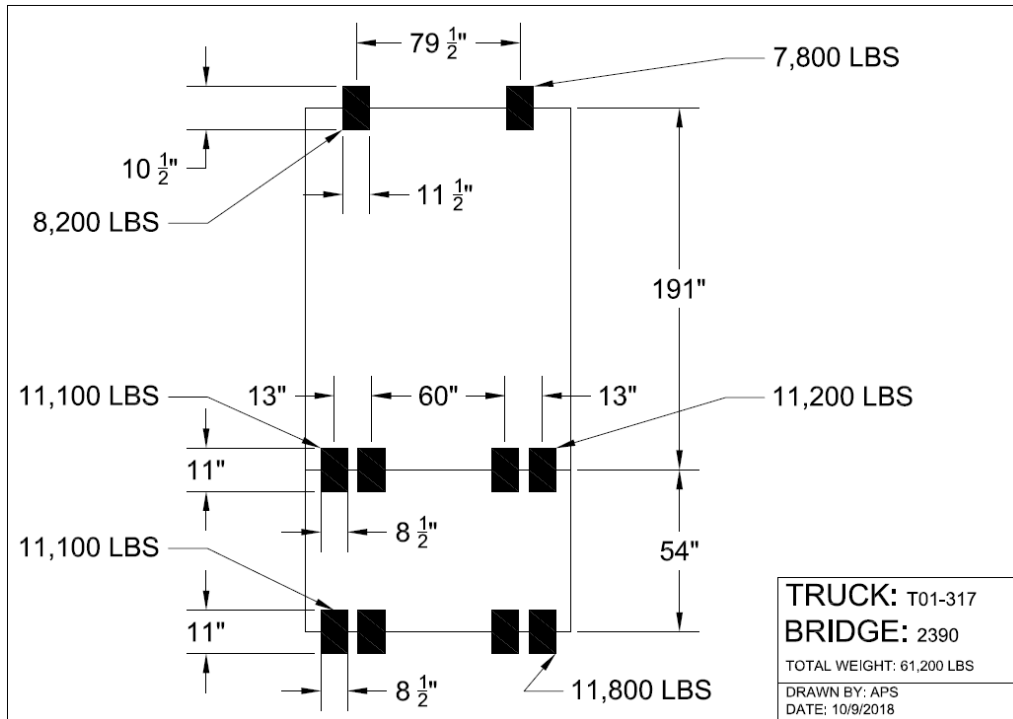 79 1/2"
7,800 LBS
10 1/2"
11 1/2"
8,200 LBS
191"
11,100 LBS
13"
60"
13"
11,200 LBS
11"
8 1/2"
11,100 LBS
54"
11"
8 1/2"
11,800 LBS
TRUCK: T01-317
BRIDGE: 2390
TOTAL WEIGHT: 61,200 LBS
DRAWN BY: APS
DATE: 10/9/2018